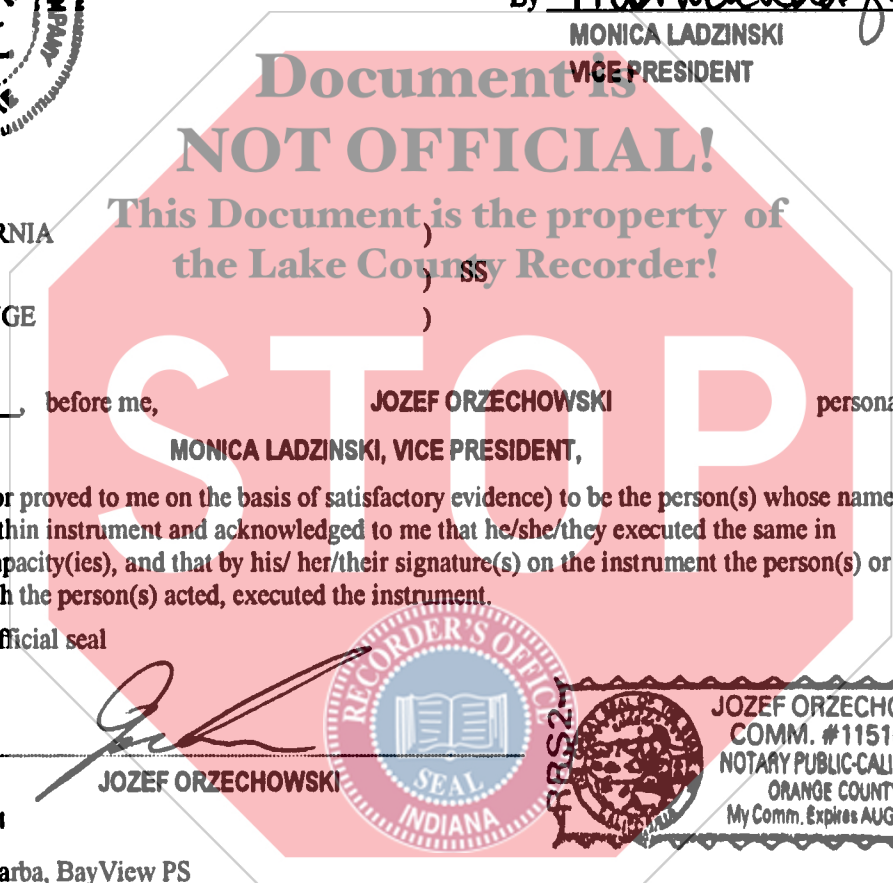 COMPANY
By
MONICA LADZINSKI
VICE PRESIDENT
Document is
NOT OFFICIAL!
This Document is the property of
the Lake County Recorder!
RNIA )
) SS
GE )
STOP
, before me, JOZEF ORZECHOWSKI persona
MONICA LADZINSKI, VICE PRESIDENT,
or proved to me on the basis of satisfactory evidence) to be the person(s) whose name
thin instrument and acknowledged to me that he/she/they executed the same in
pacity(ies), and that by his/ her/their signature(s) on the instrument the person(s) or
h the person(s) acted, executed the instrument.
fficial seal
RECORDER'S OFFICE
SEAL
INDIANA
JOZEF ORZECHOWSKI
RBS2
JOZEF ORZECHO
COMM. #1151
NOTARY PUBLIC-CALI
ORANGE COUNTY
My Comm. Expires AUG
arba, BayView PS